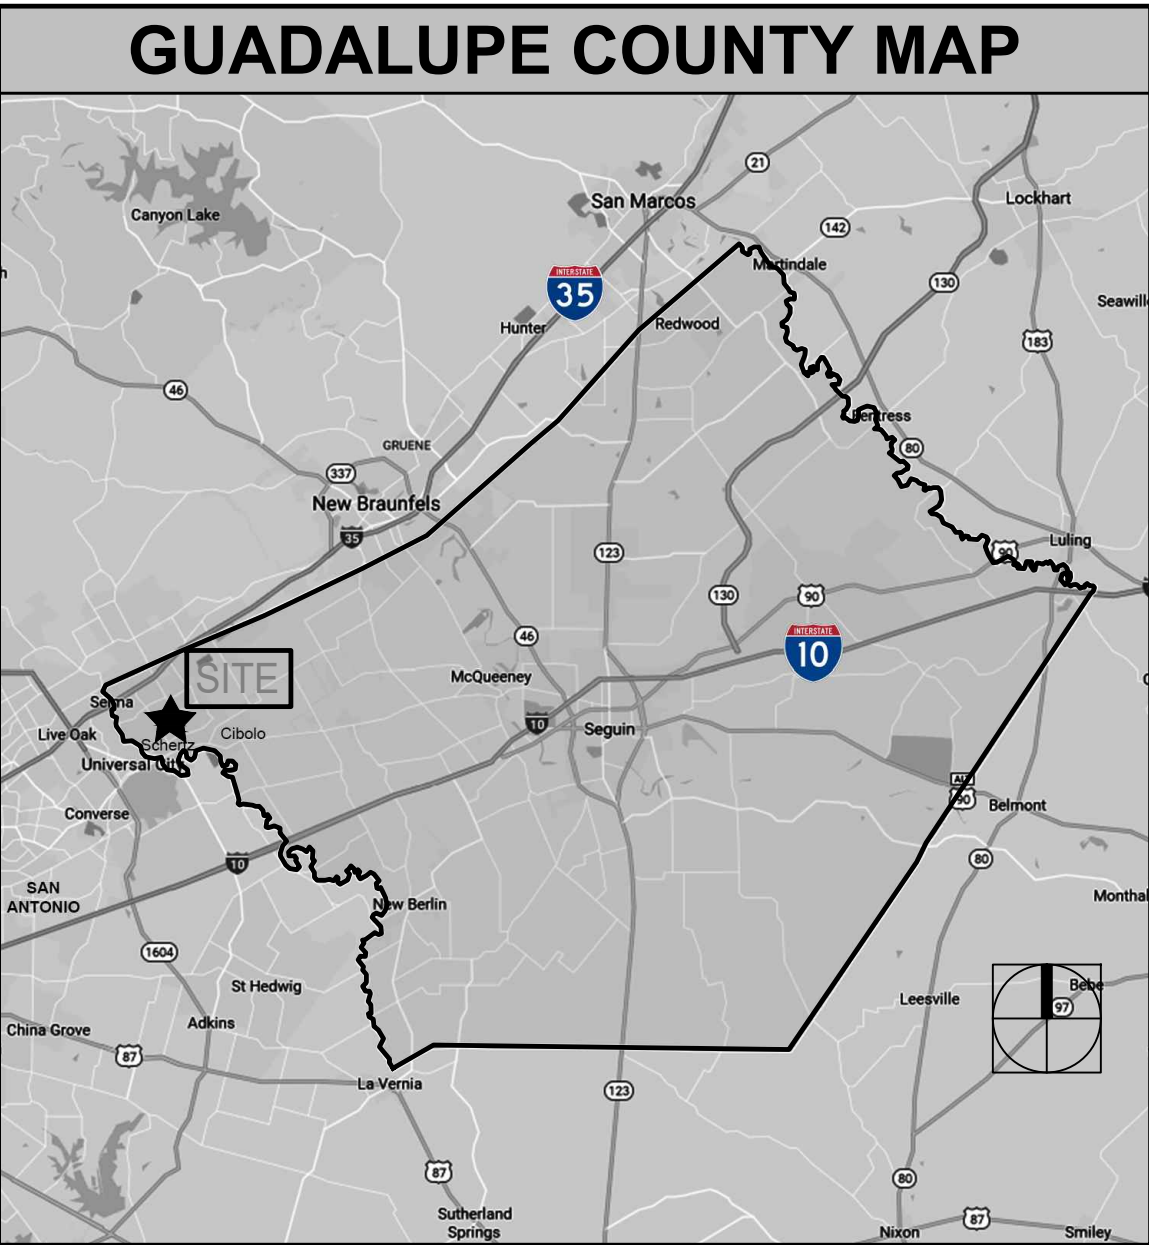 GUADALUPE COUNTY MAP
21
San Marcos
Lockhart
Canyon Lake
142
Martindale
h
INTERSTATE
35
130
Seawill
Hunter
Redwood
183
46
Fentress
GRUENE
80
337
New Braunfels
35
Luling
123
90
130
90
46
INTERSTATE
10
SITE
McQueeney
Selma
10
Seguin
Live Oak
Cibolo
Schertz
Universal City
ALT
90
Belmont
Converse
80
10
SAN
ANTONIO
Montha
New Berlin
1604
St Hedwig
Leesville
Bebe
97
China Grove
Adkins
87
La Vernia
123
87
80
Sutherland
Springs
87
Nixon
Smiley